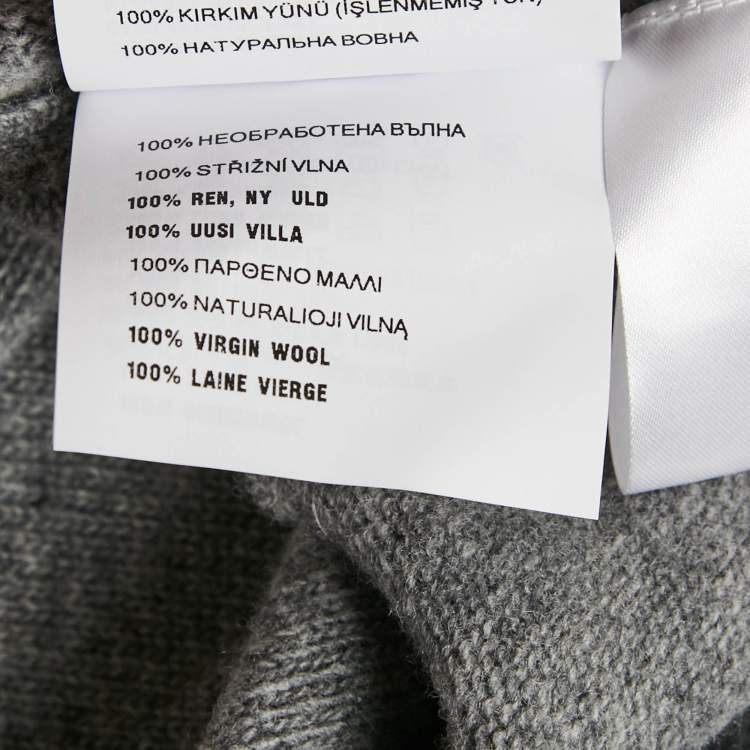 100% KIRKIM YÜNÜ (İŞLENMEMİŞ YÜN)
100% НАТУРАЛЬНА ВОВНА
100% НЕОБРАБОТЕНА ВЪЛНА
100% STŘIŽNÍ VLNA
100% REN, NY ULD
100% UUSI VILLA
100% ΠΑΡΘΕΝΟ ΜΑΛΛΙ
100% NATURALIOJI VILNĄ
100% VIRGIN WOOL
100% LAINE VIERGE